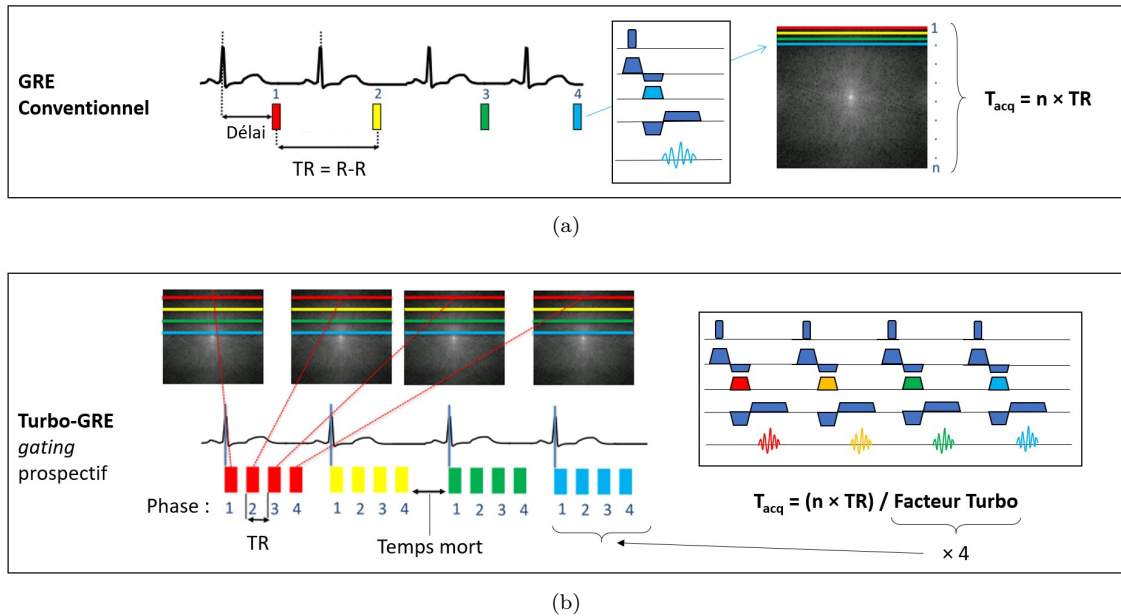 GRE
Conventionnel
1 2 3 4
Délai
TR = R-R
1
n
T_acq = n × TR
(a)
Turbo-GRE
gating
prospectif
Phase : 1 2 3 4 1 2 3 4 1 2 3 4 1 2 3 4
TR
Temps mort
T_acq = (n × TR) / Facteur Turbo
× 4
(b)